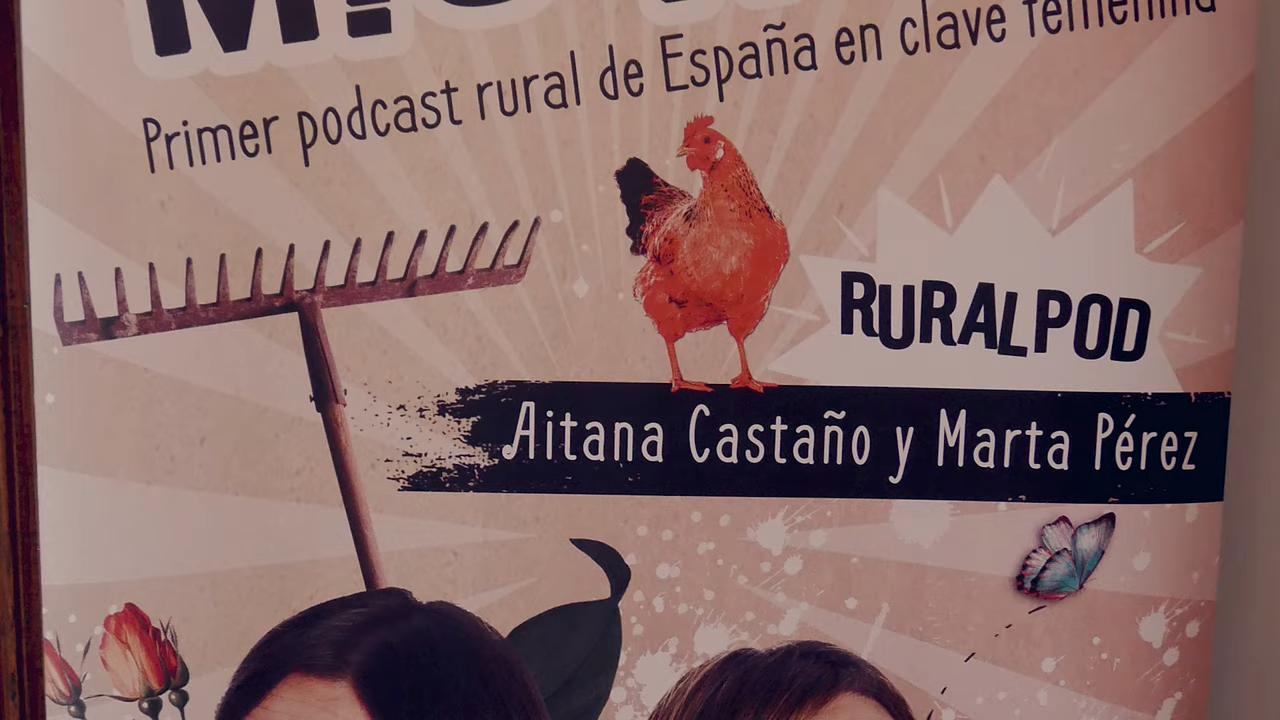 Primer podcast rural de España en clave femenina
RURALPOD
Aitana Castaño y Marta Pérez